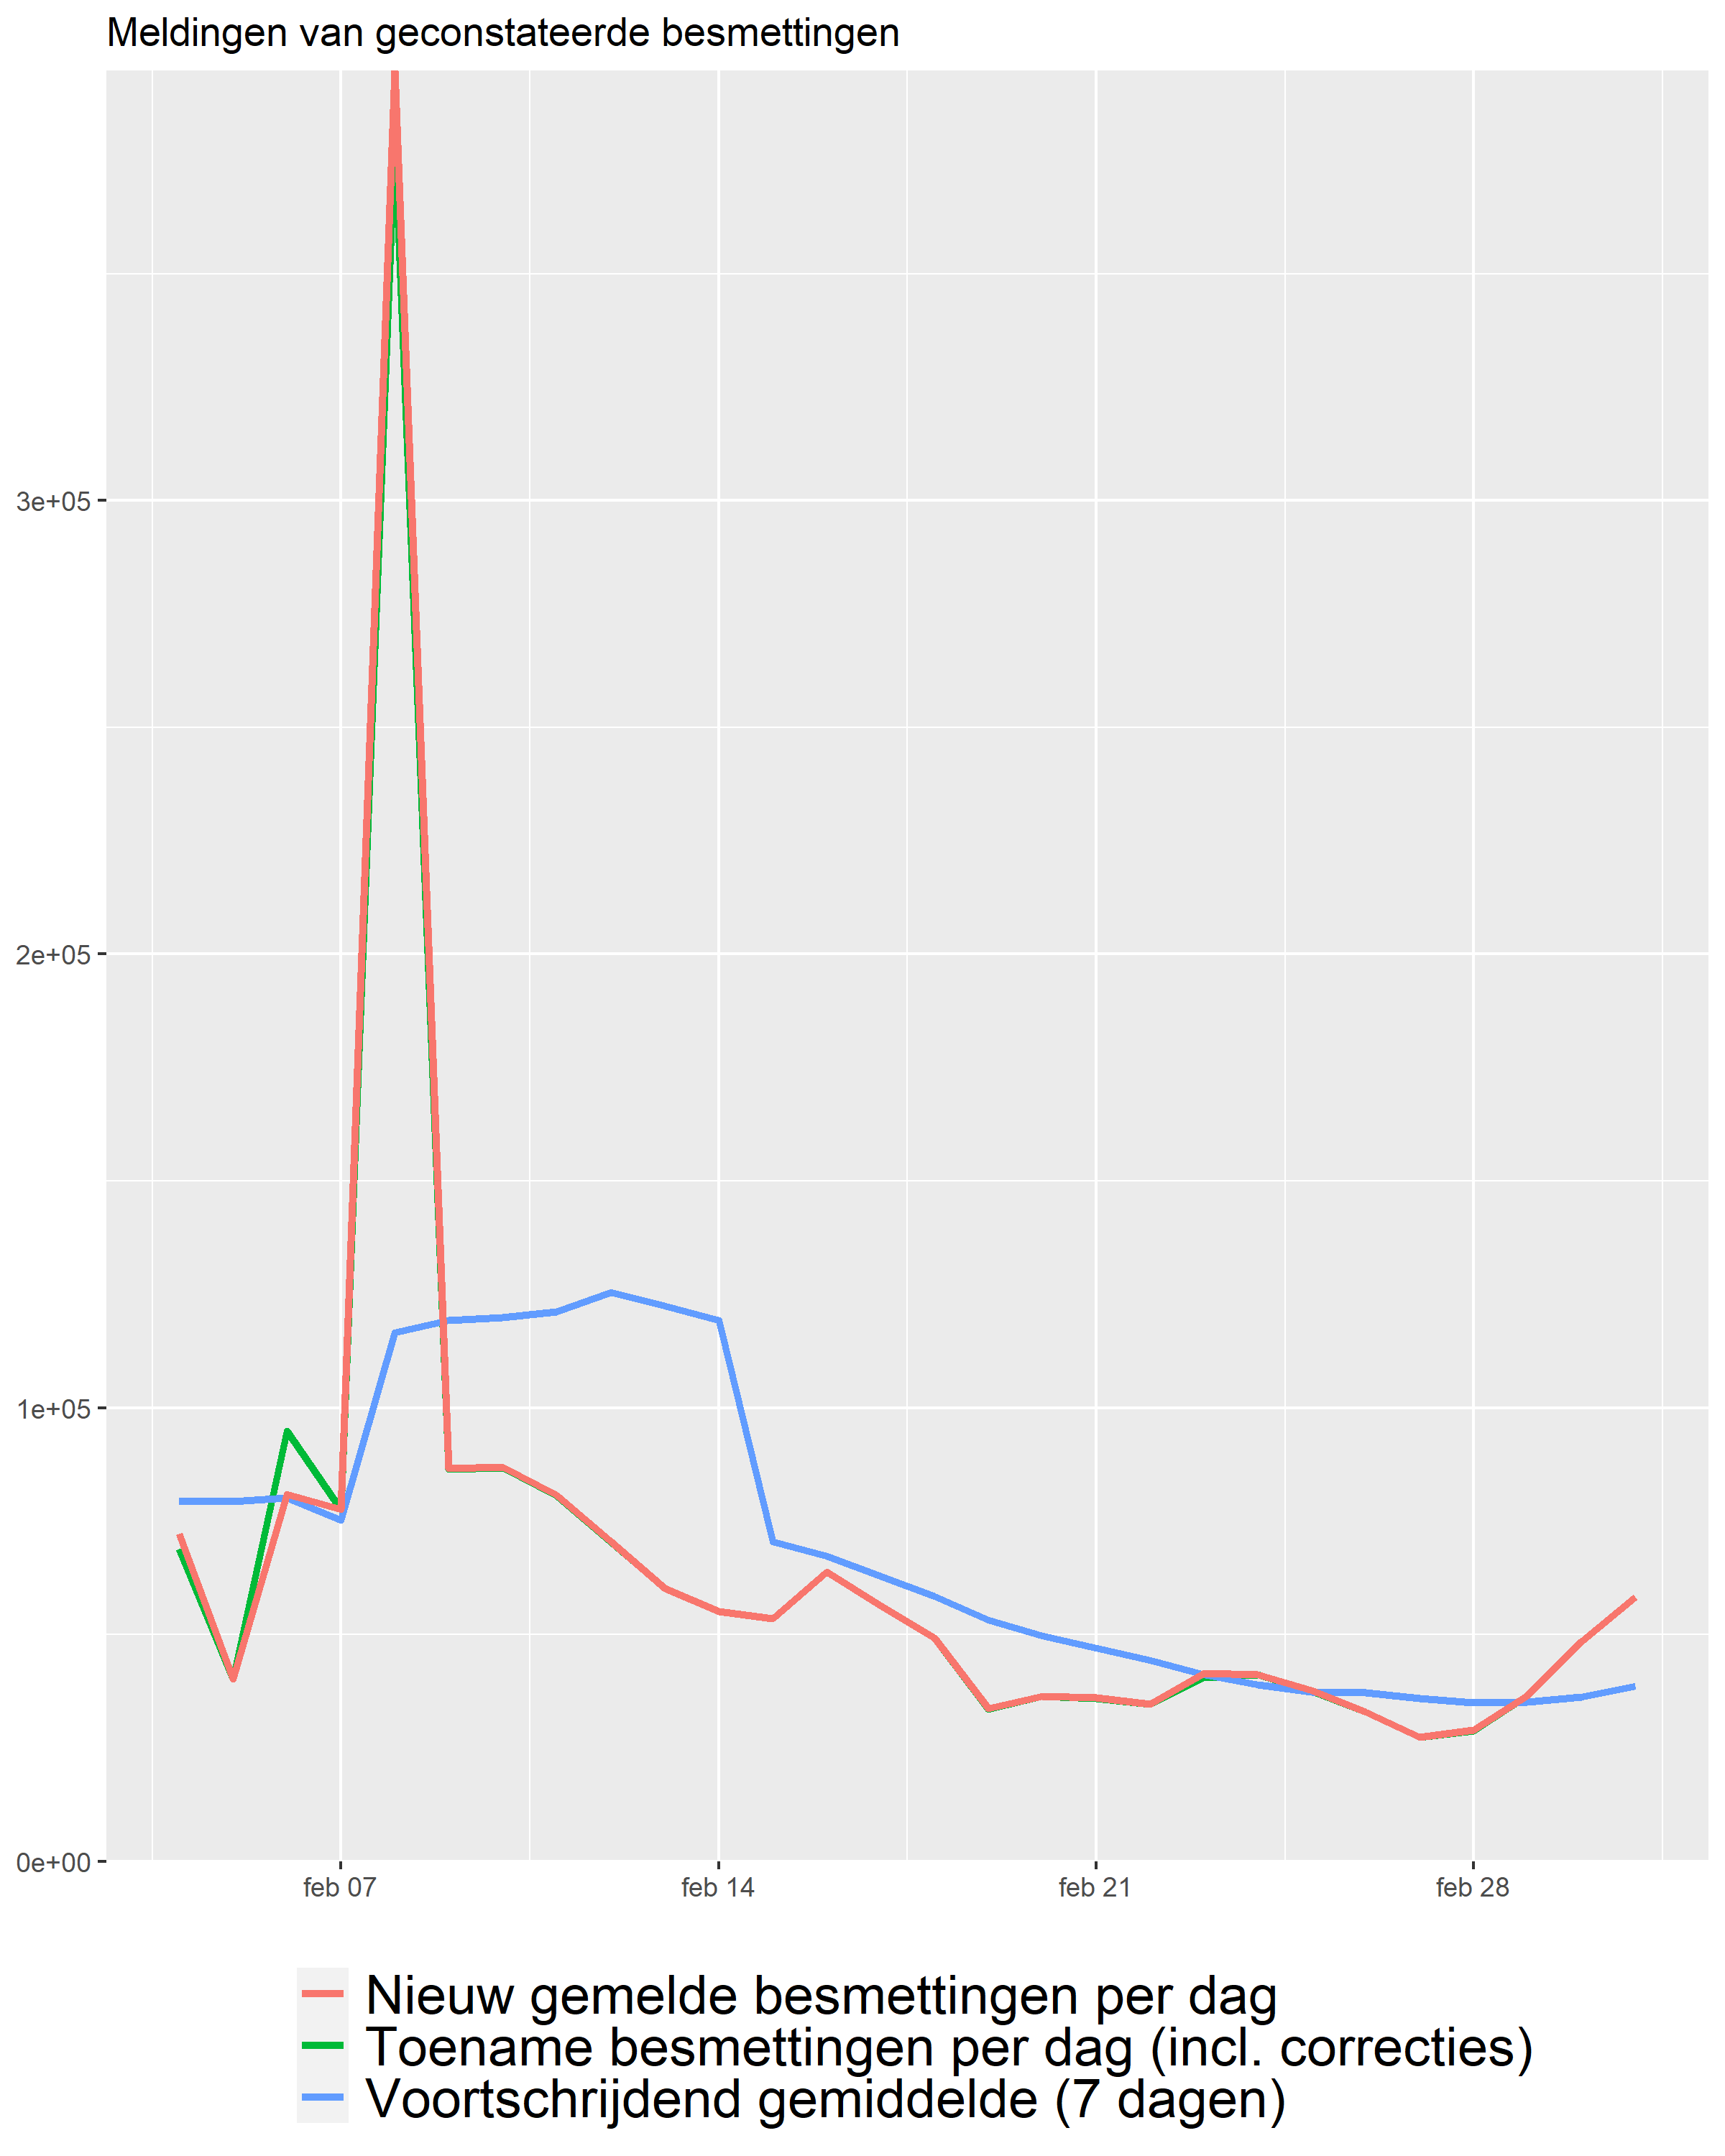 Meldingen van geconstateerde besmettingen
3e+05
2e+05
1e+05
0e+00
feb 07
feb 14
feb 21
feb 28
Nieuw gemelde besmettingen per dag
Toename besmettingen per dag (incl. correcties)
Voortschrijdend gemiddelde (7 dagen)